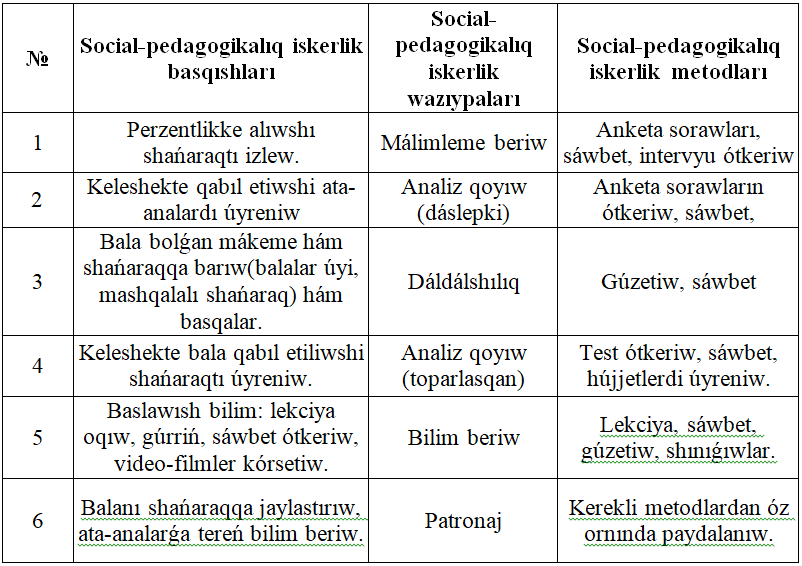 №
Social-pedagogikalıq iskerlik
basqıshları
Social-
pedagogikalıq
iskerlik
wazıypaları
Social-pedagogikalıq
iskerlik metodları
1
Perzentlikke alıwshı
shańaraqtı izlew.
Málimleme beriw
Anketa sorawları,
sáwbet, intervyu ótkeriw
2
Keleshekte qabıl etiwshi ata-
analardı úyreniw
Analiz qoyıw
(dáslepki)
Anketa sorawların
ótkeriw, sáwbet,
3
Bala bolǵan mákeme hám
shańaraqqa barıw(balalar úyi,
mashqalalı shańaraq) hám
basqalar.
Dáldálshılıq
Gúzetiw, sáwbet
4
Keleshekte bala qabıl etiliwshi
shańaraqtı úyreniw.
Analiz qoyıw
(toparlasqan)
Test ótkeriw, sáwbet,
hújjetlerdi úyreniw.
5
Baslawısh bilim: lekciya
oqıw, gúrriń, sáwbet ótkeriw,
video-filmler kórsetiw.
Bilim beriw
Lekciya, sáwbet,
gúzetiw, shınıǵıwlar.
6
Balanı shańaraqqa jaylastırıw,
ata-analarǵa tereń bilim beriw.
Patronaj
Kerekli metodlardan óz
ornında paydalanıw.